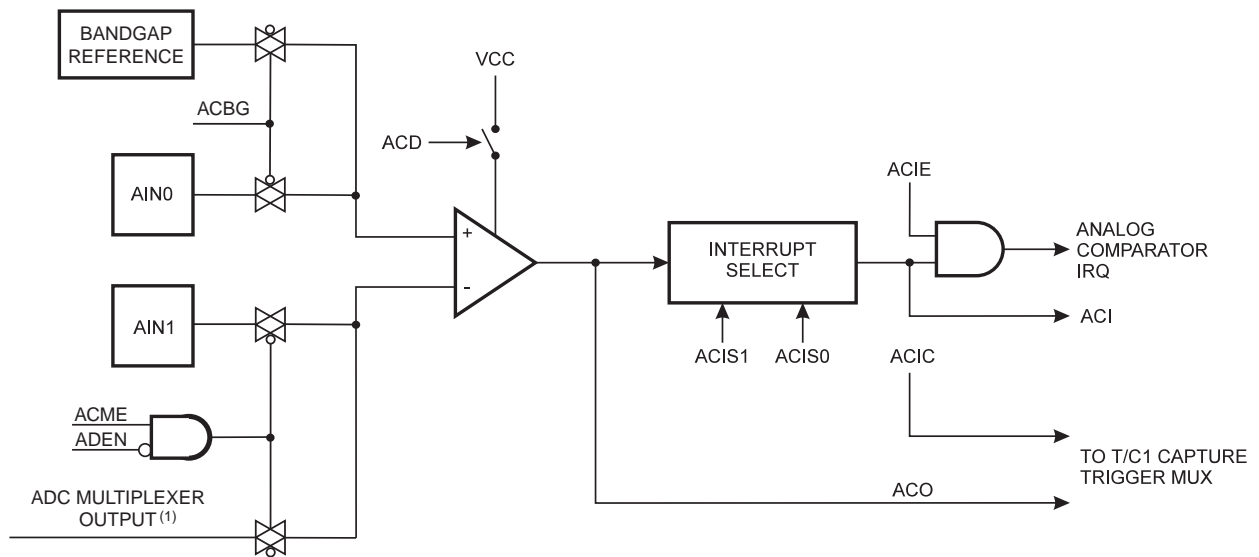 BANDGAP
REFERENCE
ACBG
VCC
ACD
AIN0
+
-
AIN1
ACME
ADEN
ADC MULTIPLEXER
OUTPUT (1)
INTERRUPT
SELECT
ACIS1 ACIS0
ACIE
ANALOG
COMPARATOR
IRQ
ACI
ACIC
TO T/C1 CAPTURE
TRIGGER MUX
ACO